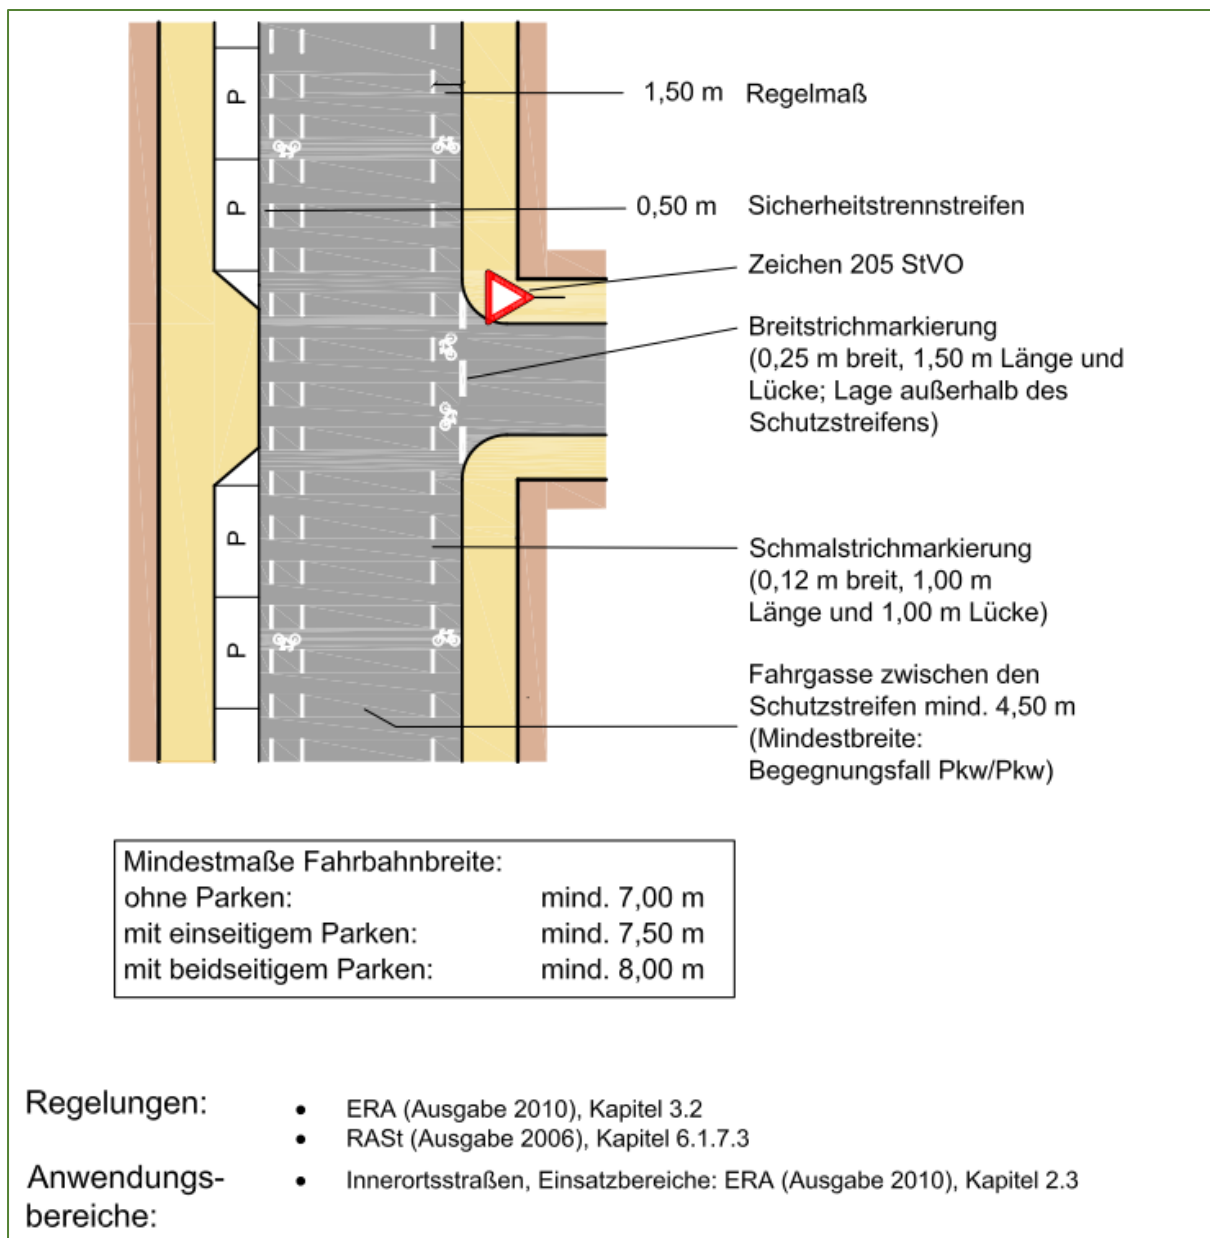 P
1,50 m Regelmaß
P
0,50 m Sicherheitstrennstreifen
Zeichen 205 StVO
Breitstrichmarkierung
(0,25 m breit, 1,50 m Länge und
Lücke; Lage außerhalb des
Schutzstreifens)
P
Schmalstrichmarkierung
(0,12 m breit, 1,00 m
Länge und 1,00 m Lücke)
P
Fahrgasse zwischen den
Schutzstreifen mind. 4,50 m
(Mindestbreite:
Begegnungsfall Pkw/Pkw)
Mindestmaße Fahrbahnbreite:
ohne Parken: mind. 7,00 m
mit einseitigem Parken: mind. 7,50 m
mit beidseitigem Parken: mind. 8,00 m
Regelungen: • ERA (Ausgabe 2010), Kapitel 3.2
• RASt (Ausgabe 2006), Kapitel 6.1.7.3
Anwendungs- • Innerortsstraßen, Einsatzbereiche: ERA (Ausgabe 2010), Kapitel 2.3
bereiche: